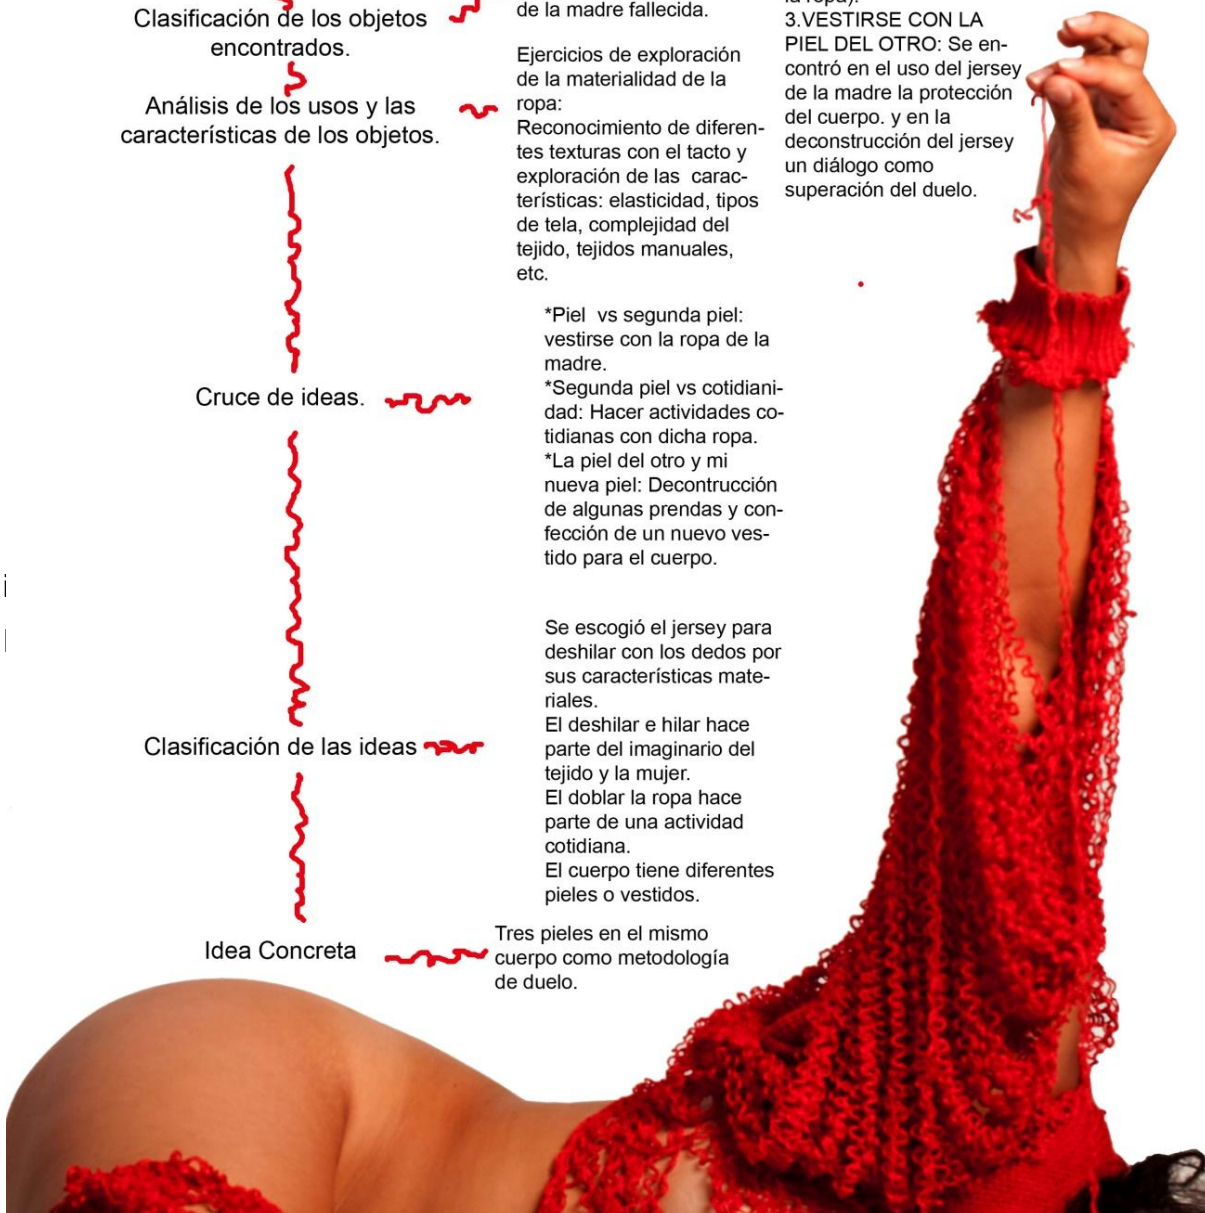 Clasificación de los objetos
encontrados.
de la madre fallecida.
Análisis de los usos y las
características de los objetos.
Ejercicios de exploración
de la materialidad de la
ropa:
Reconocimiento de diferen-
tes texturas con el tacto y
exploración de las carac-
terísticas: elasticidad, tipos
de tela, complejidad del
tejido, tejidos manuales,
etc.
la ropa).
3.VESTIRSE CON LA
PIEL DEL OTRO: Se en-
contró en el uso del jersey
de la madre la protección
del cuerpo. y en la
deconstrucción del jersey
un diálogo como
superación del duelo.
Cruce de ideas.
*Piel vs segunda piel:
vestirse con la ropa de la
madre.
*Segunda piel vs cotidiani-
dad: Hacer actividades co-
tidianas con dicha ropa.
*La piel del otro y mi
nueva piel: Decontrucción
de algunas prendas y con-
fección de un nuevo ves-
tido para el cuerpo.
Clasificación de las ideas
Se escogió el jersey para
deshilar con los dedos por
sus características mate-
riales.
El deshilar e hilar hace
parte del imaginario del
tejido y la mujer.
El doblar la ropa hace
parte de una actividad
cotidiana.
El cuerpo tiene diferentes
pieles o vestidos.
Idea Concreta
Tres pieles en el mismo
cuerpo como metodología
de duelo.